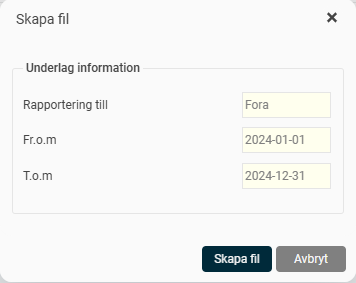 Skapa fil
Underlag information
Rapportering till Fora
Fr.o.m 2024-01-01
T.o.m 2024-12-31
Skapa fil Avbryt